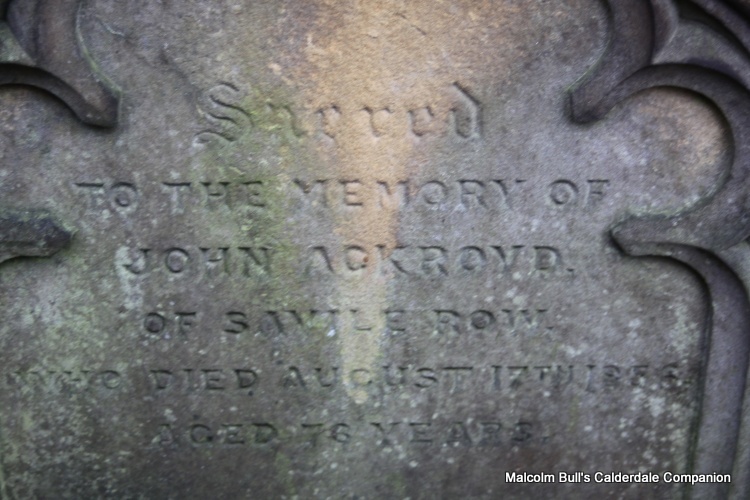 Sacred
TO THE MEMORY OF
JOHN ACKROYD.
OF SAVILE ROW.
WHO DIED AUGUST 17TH
AGED 76 YEARS.
Malcolm Bull's Calderdale Companion